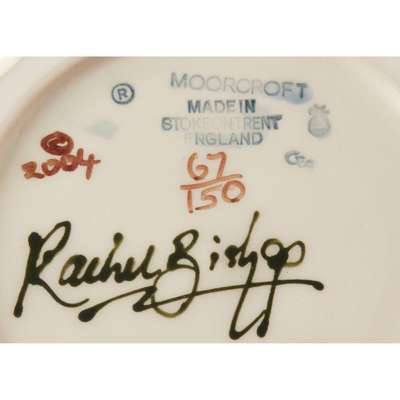 ® MOORCROFT
MADE IN
STOKE ON TRENT
ENGLAND
© 2004
67/150
Rachel Bishop